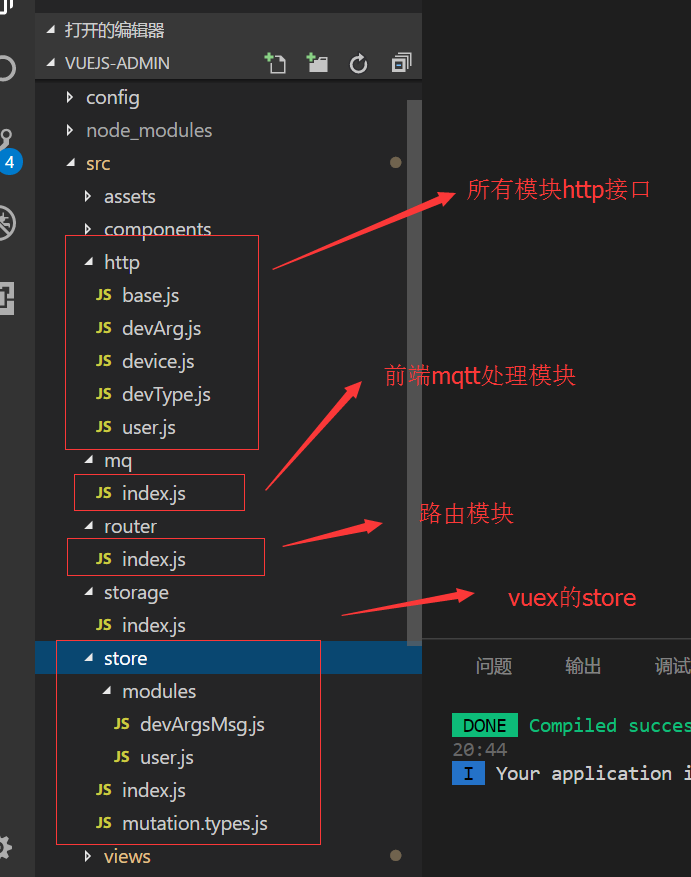 打开的编辑器
VUEJS-ADMIN
config
node_modules
4
src
assets
所有模块http接口
components
http
JS base.js
JS devArg.js
JS device.js
前端mqtt处理模块
JS devType.js
JS user.js
mq
JS index.js
路由模块
router
JS index.js
storage
vuex的store
JS index.js
store
问题 输出 调试
modules
JS devArgsMsg.js
DONE Compiled succes
20:44
JS user.js
I Your application i
JS index.js
JS mutation.types.js
views